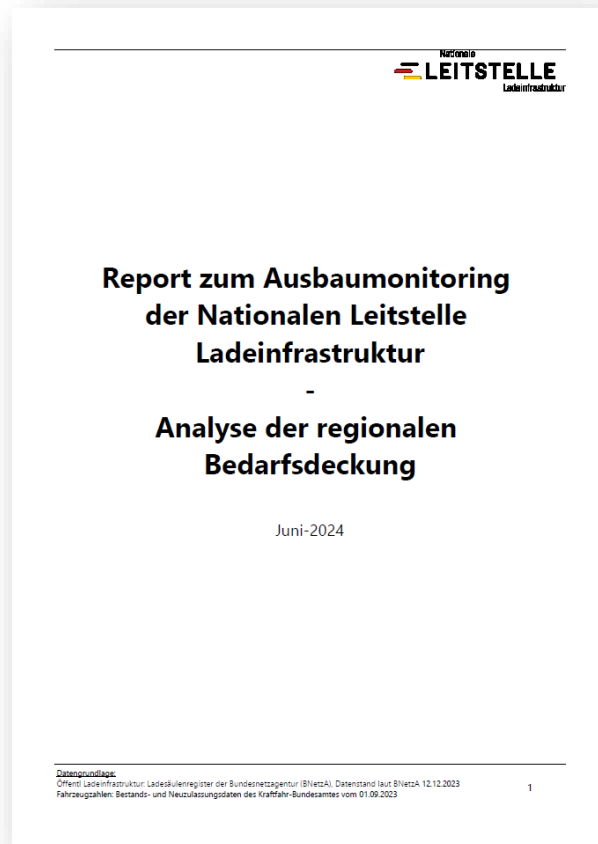 Nationale
LEITSTELLE
Ladeinfrastruktur
Report zum Ausbaumonitoring
der Nationalen Leitstelle
Ladeinfrastruktur
-
Analyse der regionalen
Bedarfsdeckung
Juni-2024
Datengrundlage:
Öffentl Ladeinfrastruktur: Ladesäulenregister der Bundesnetzagentur (BNetzA), Datenstand laut BNetzA 12.12.2023
Fahrzeugzahlen: Bestands- und Neuzulassungsdaten des Kraftfahr-Bundesamtes vom 01.09.2023
1